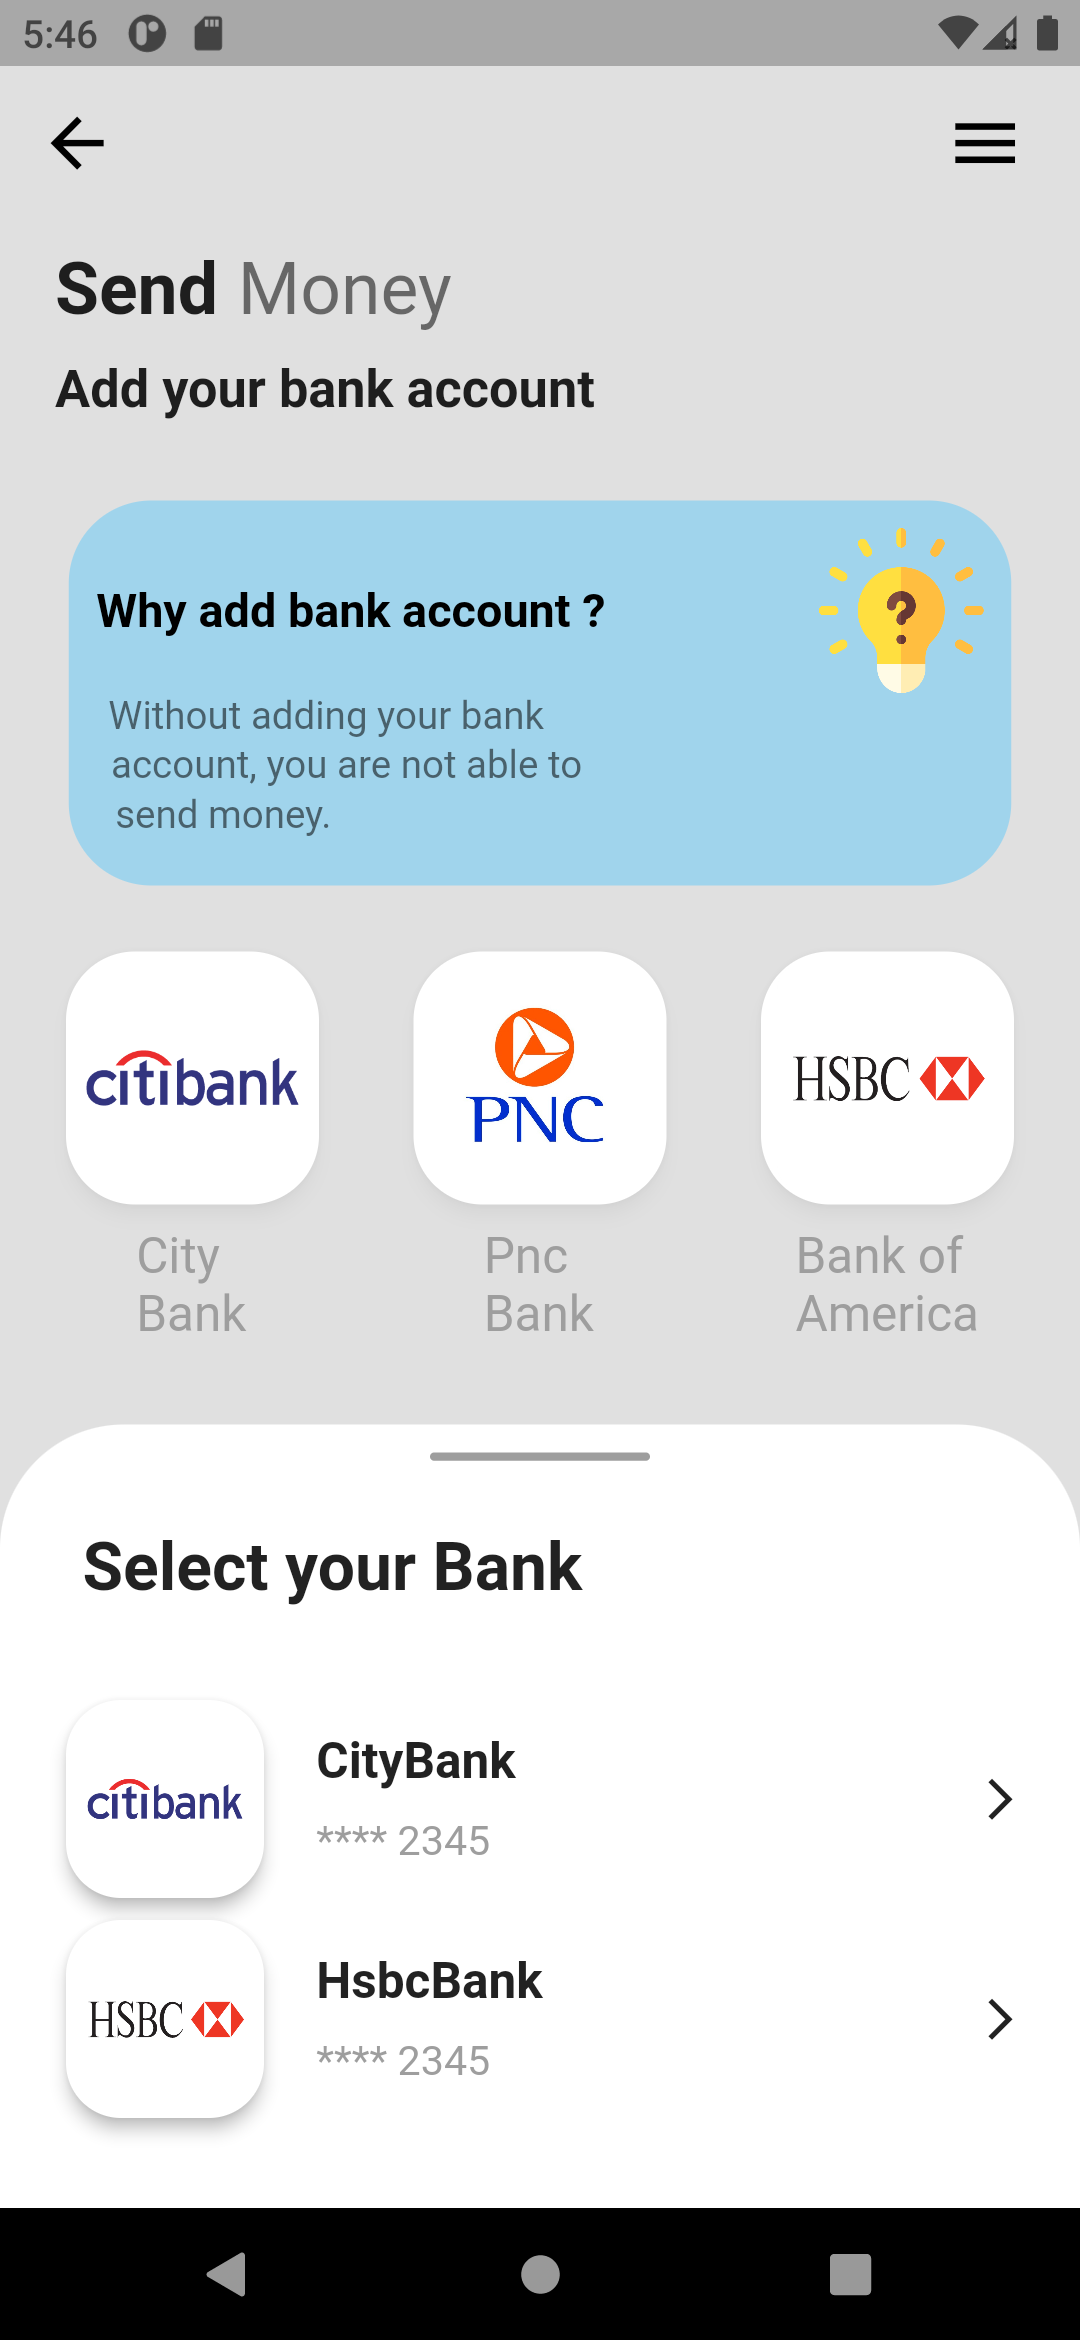 5:46
Send Money
Add your bank account
Why add bank account ?
Without adding your bank
account, you are not able to
send money.
?
citibank
PNC
HSBC
City
Bank
Pnc
Bank
Bank of
America
Select your Bank
citibank
CityBank
**** 2345
HSBC
HsbcBank
**** 2345